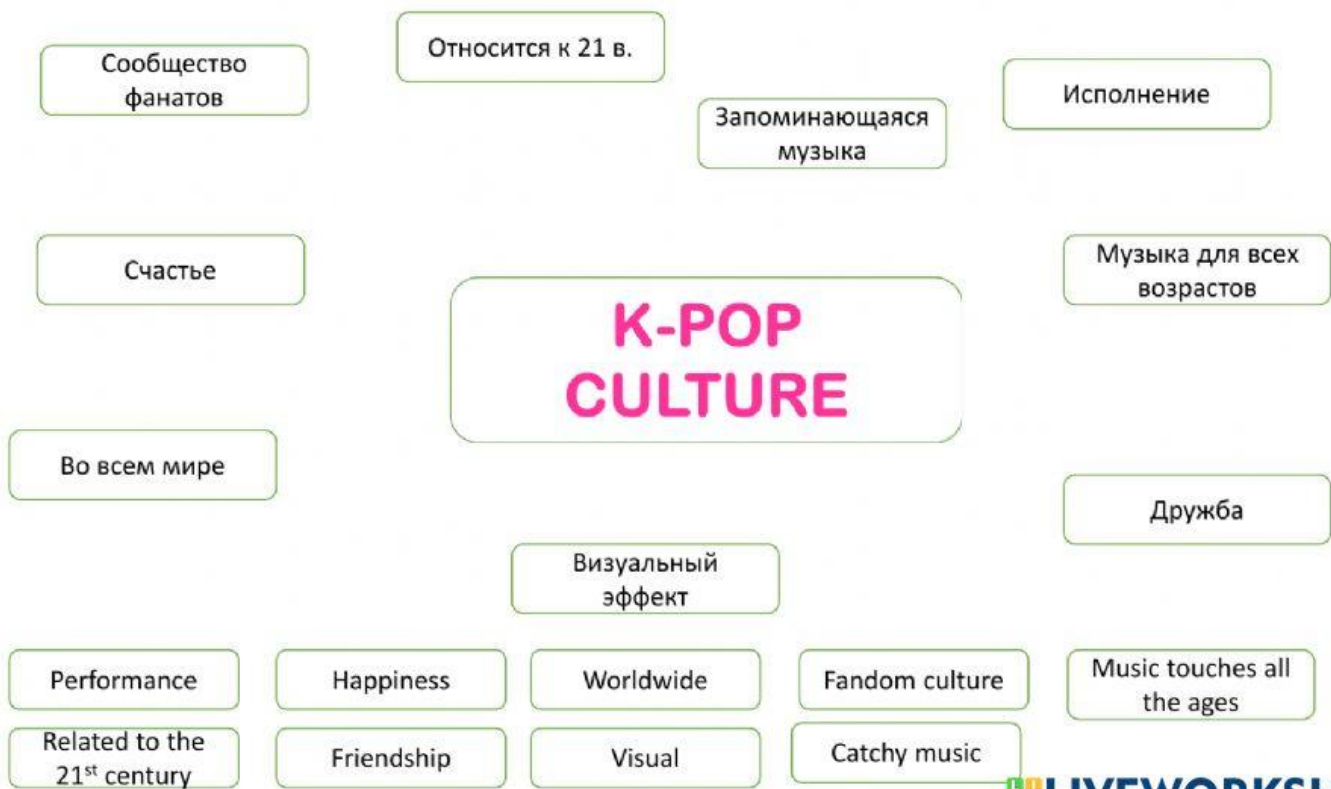 Относится к 21 в.
Сообщество
фанатов
Исполнение
Запоминающаяся
музыка
Счастье
Музыка для всех
возрастов
K-POP
CULTURE
Во всем мире
Дружба
Визуальный
эффект
Performance
Happiness
Worldwide
Fandom culture
Music touches all
the ages
Related to the
21st century
Friendship
Visual
Catchy music